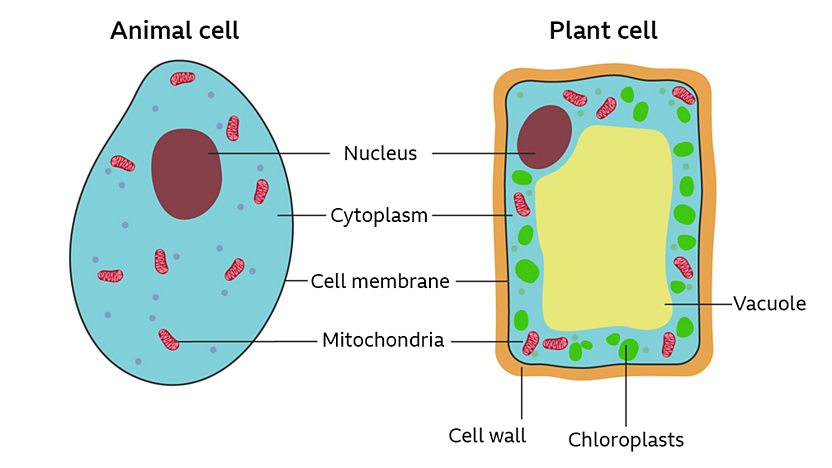 Animal cell
Plant cell
Nucleus
Cytoplasm
Cell membrane
Vacuole
Mitochondria
Cell wall
Chloroplasts